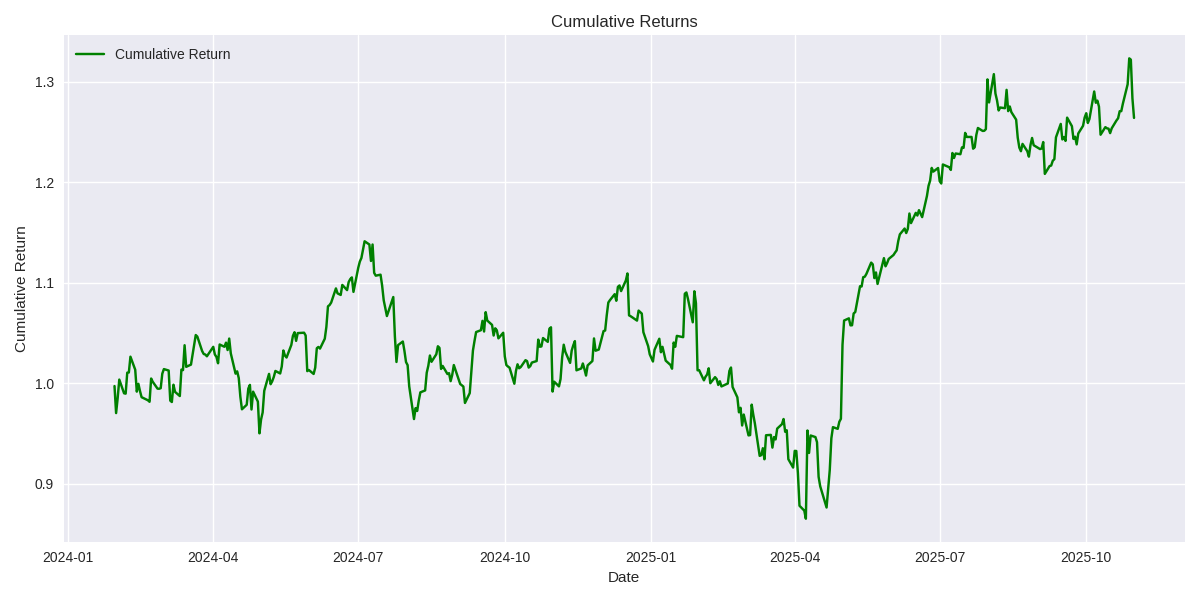 Cumulative Returns
Cumulative Return
1.3
1.2
1.1
1.0
0.9
Cumulative Return
2024-01 2024-04 2024-07 2024-10 2025-01 2025-04 2025-07 2025-10
Date